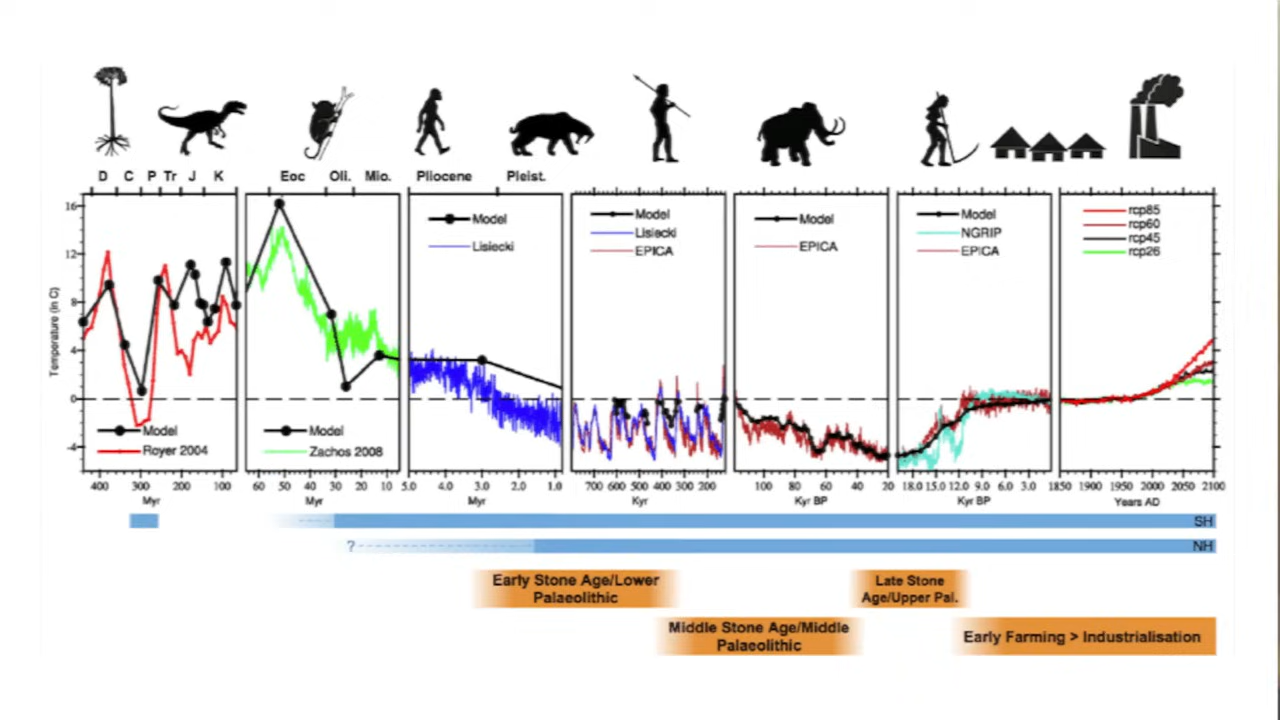 D C P Tr J K Eoc Oli. Mio. Pliocene Pleist.
16
12
8
4
0
-4
Temperature (in C)
Model
Royer 2004
Model
Zachos 2008
Model
Lisiecki
Model
Lisiecki
EPICA
Model
EPICA
Model
NGRIP
EPICA
rcp85
rcp60
rcp45
rcp26
400 300 200 100
Myr
60 50 40 30 20 10
Myr
5.0 4.0 3.0 2.0 1.0
Myr
700 600 500 400 300 200
Kyr
100 80 60 40 20
Kyr BP
18.0 15.0 12.0 9.0 6.0 3.0
Kyr BP
1850 1900 1950 2000 2050 2100
Years AD
SH
? NH
Early Stone Age/Lower
Palaeolithic
Late Stone
Age/Upper Pal.
Middle Stone Age/Middle
Palaeolithic
Early Farming > Industrialisation